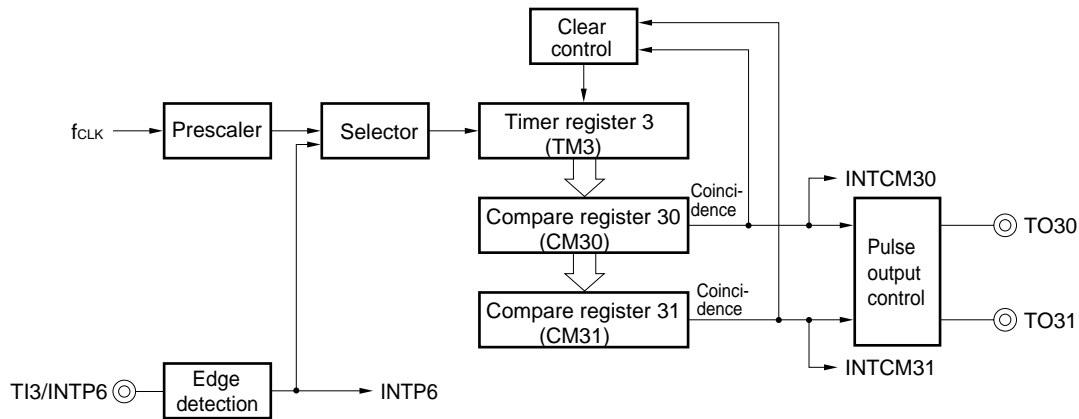 Clear
control
fCLK
Prescaler
Selector
Timer register 3
(TM3)
INTCM30
Coinci-
dence
Compare register 30
(CM30)
TO30
Pulse
output
control
Coinci-
dence
Compare register 31
(CM31)
TO31
INTCM31
TI3/INTP6
Edge
detection
INTP6